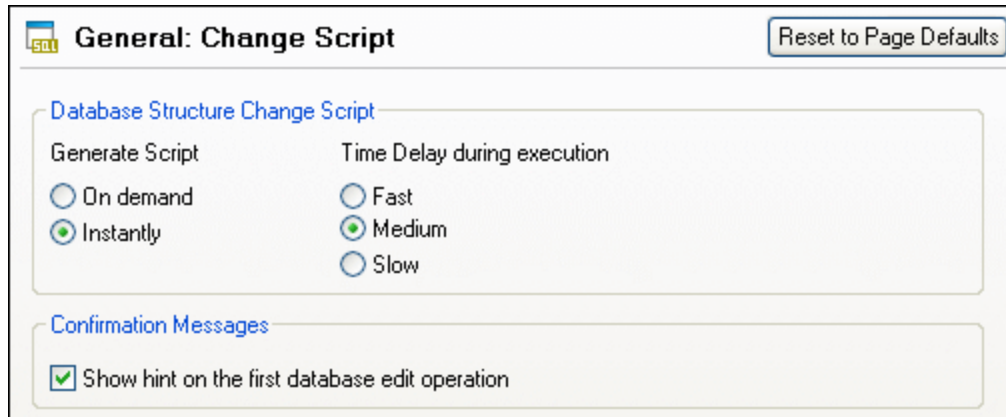 SQL
General: Change Script
Reset to Page Defaults
Database Structure Change Script
Generate Script
Time Delay during execution
On demand
Fast
Instantly
Medium
Slow
Confirmation Messages
Show hint on the first database edit operation